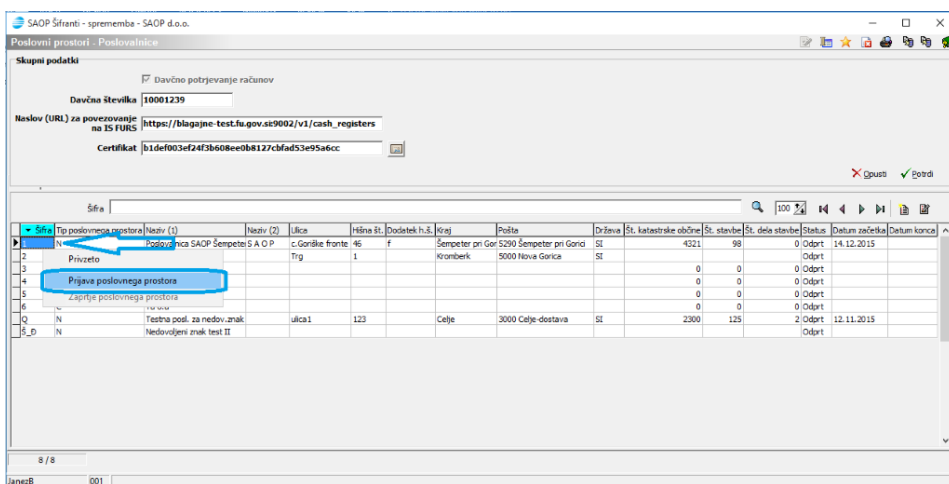 SAOP Šifranti - sprememba - SAOP d.o.o.
Poslovni prostori - Poslovalnice
Skupni podatki
Davčno potrjevanje računov
Davčna številka 10001239
Naslov (URL) za povezovanje na IS FURS https://blagajne-test.fu.gov.si:9002/v1/cash_registers
Certifikat b1def003ef24f3b608ee0b8127cbfad53e95a6cc
Opusti Potrdi
Šifra 100
Šifra Tip poslovnega prostora Naziv (1) Naziv (2) Ulica Hišna št. Dodatek h.š. Kraj Pošta Država Št. katastrske občine Št. stavbe Št. dela stavbe Status Datum začetka Datum konca
1 N Poslovalnica SAOP Šempeter S A O P c.Goriške fronte 46 f Šempeter pri Gor 5290 Šempeter pri Gorici SI 4321 98 0 Odprt 14.12.2015
2 Trg 1 Kromberk 5000 Nova Gorica SI Odprt
3 0 0 0 Odprt
4 0 0 0 Odprt
5 0 0 0 Odprt
6 0 0 0 Odprt
Q N Testna posl. za nedov.znak ulica1 123 Celje 3000 Celje-dostava SI 2300 125 2 Odprt 12.11.2015
Š_Đ N Nedovoljeni znak test II Odprt
Privzeto
Prijava poslovnega prostora
Zaprtje poslovnega prostora
8 / 8
JanezB 001